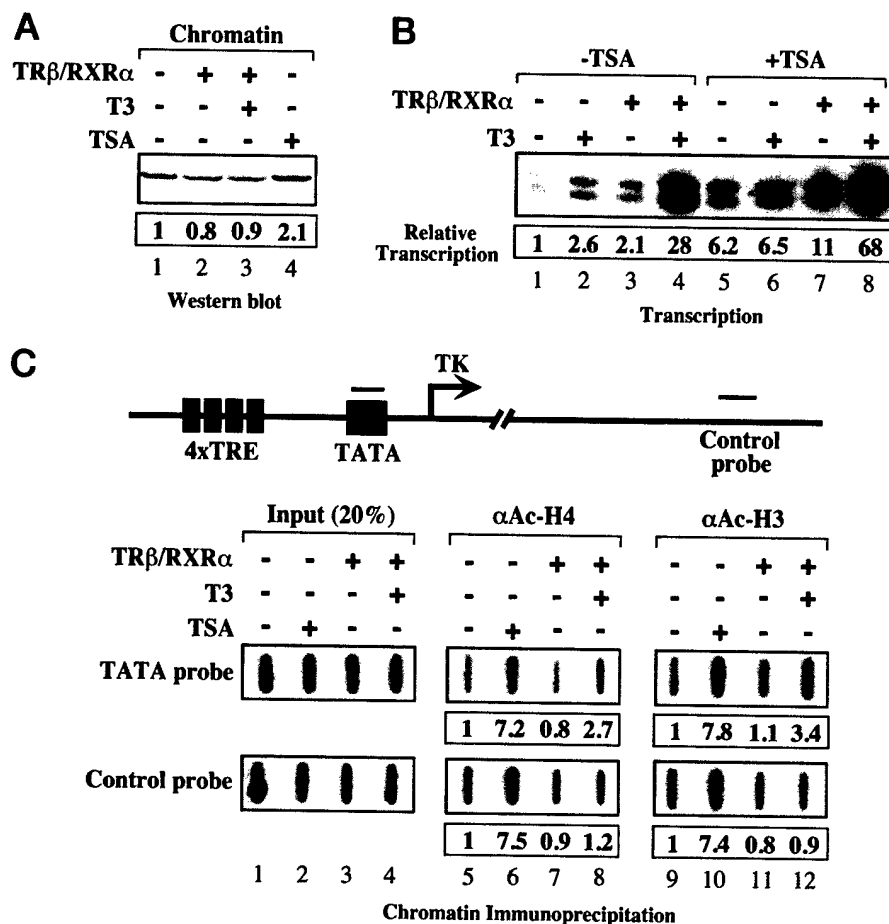 A
Chromatin
TRβ/RXRα - + + -
T3 - - + -
TSA - - - +
1 0.8 0.9 2.1
1 2 3 4
Western blot
B
-TSA +TSA
TRβ/RXRα - - + + - - + +
T3 - + - + - + - +
Relative Transcription 1 2.6 2.1 28 6.2 6.5 11 68
1 2 3 4 5 6 7 8
Transcription
C
TK
4xTRE TATA Control probe
Input (20%) αAc-H4 αAc-H3
TRβ/RXRα - - + + - - + + - - + +
T3 - - - + - - - + - - - +
TSA - + - - - + - - - + - -
TATA probe
1 7.2 0.8 2.7 1 7.8 1.1 3.4
Control probe
1 7.5 0.9 1.2 1 7.4 0.8 0.9
1 2 3 4 5 6 7 8 9 10 11 12
Chromatin Immunoprecipitation